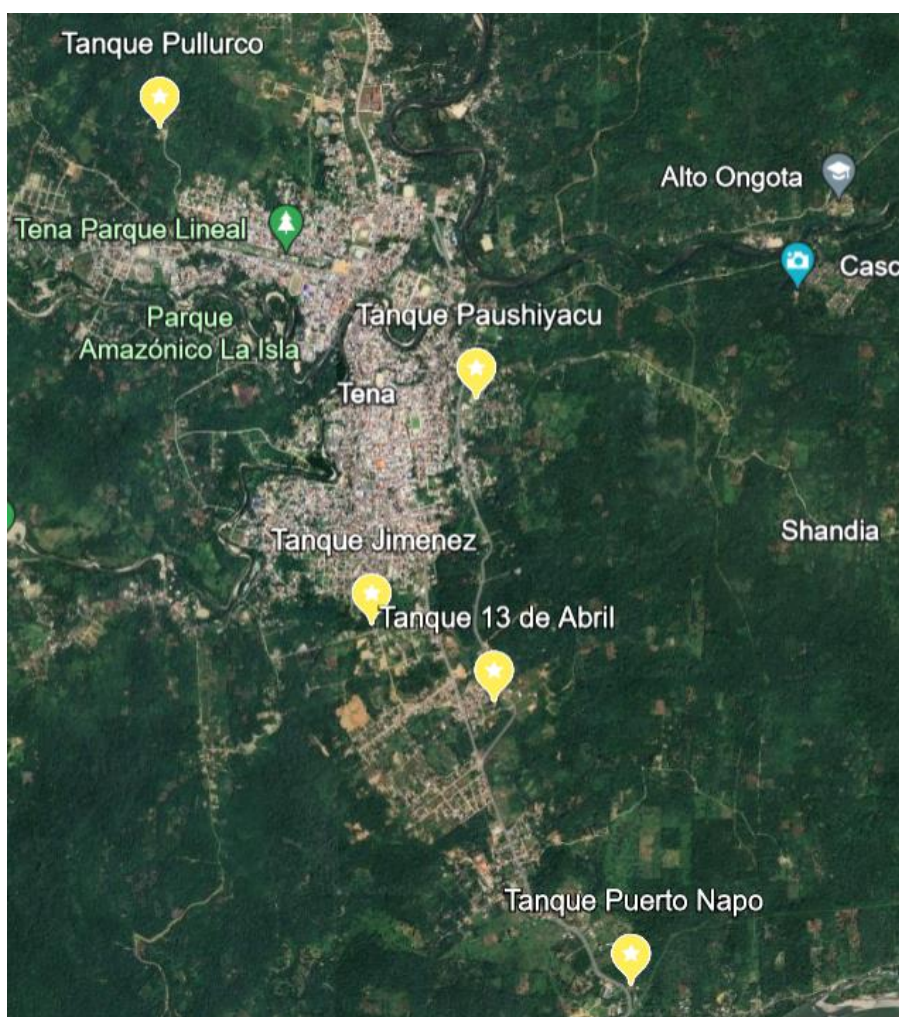 Tanque Pullurco
Alto Ongota
Tena Parque Lineal
Casc
Parque
Amazónico La Isla
Tanque Paushiyacu
Tena
Shandia
Tanque Jimenez
Tanque 13 de Abril
Tanque Puerto Napo